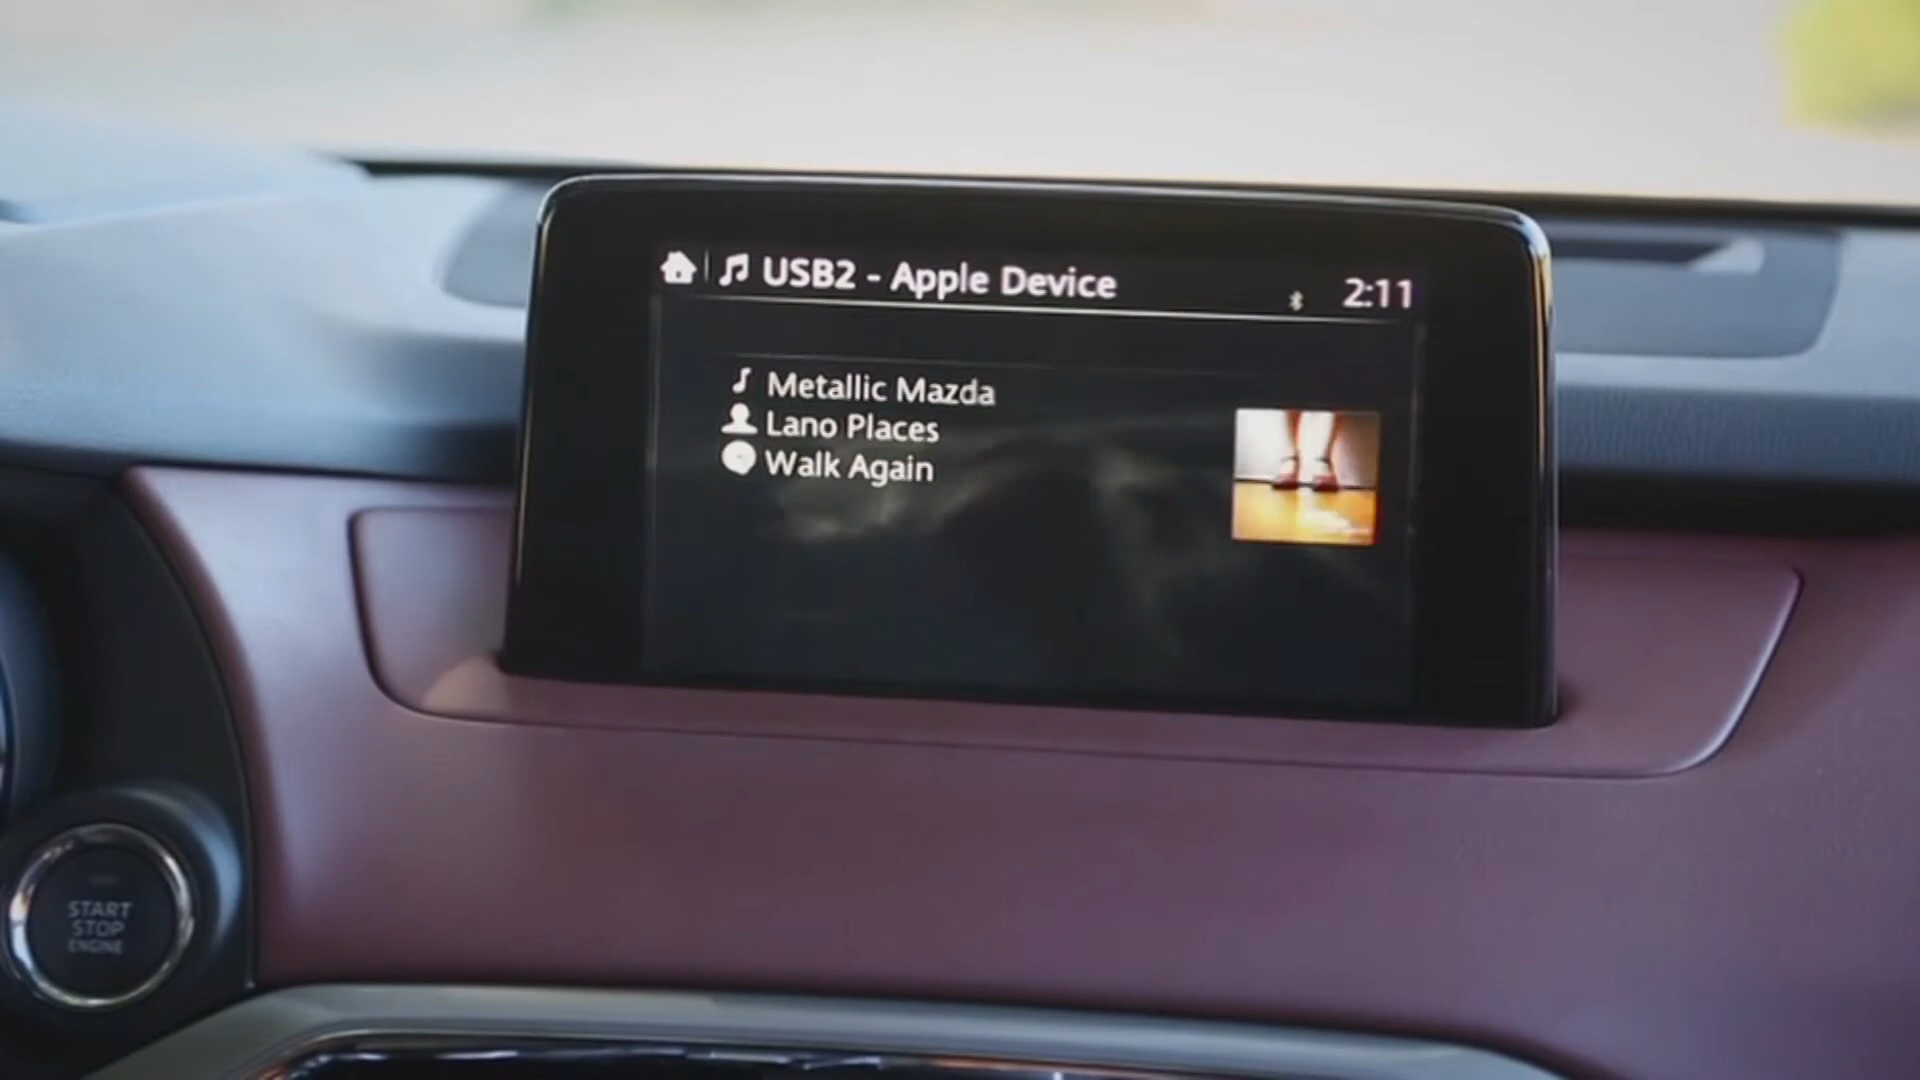 USB2 - Apple Device
2:11
Metallic Mazda
Lano Places
Walk Again
START
STOP
ENGINE